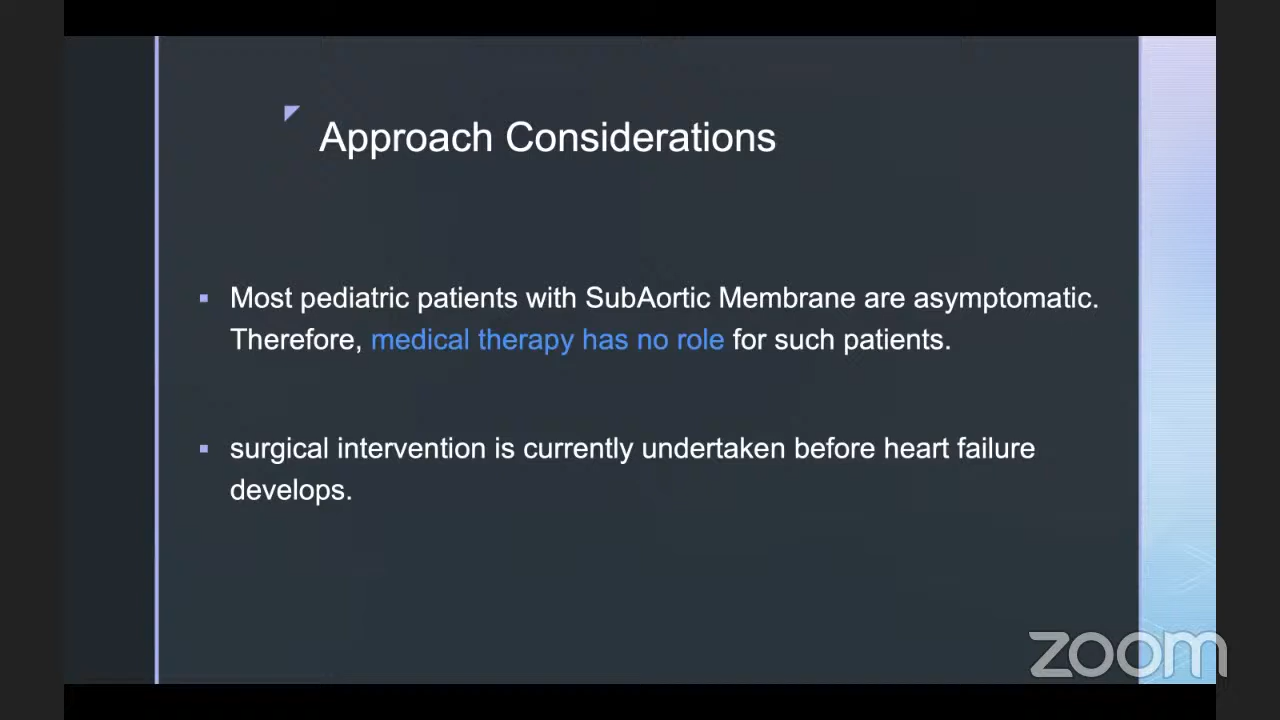 Approach Considerations
Most pediatric patients with SubAortic Membrane are asymptomatic.
Therefore, medical therapy has no role for such patients.
surgical intervention is currently undertaken before heart failure
develops.
zoom